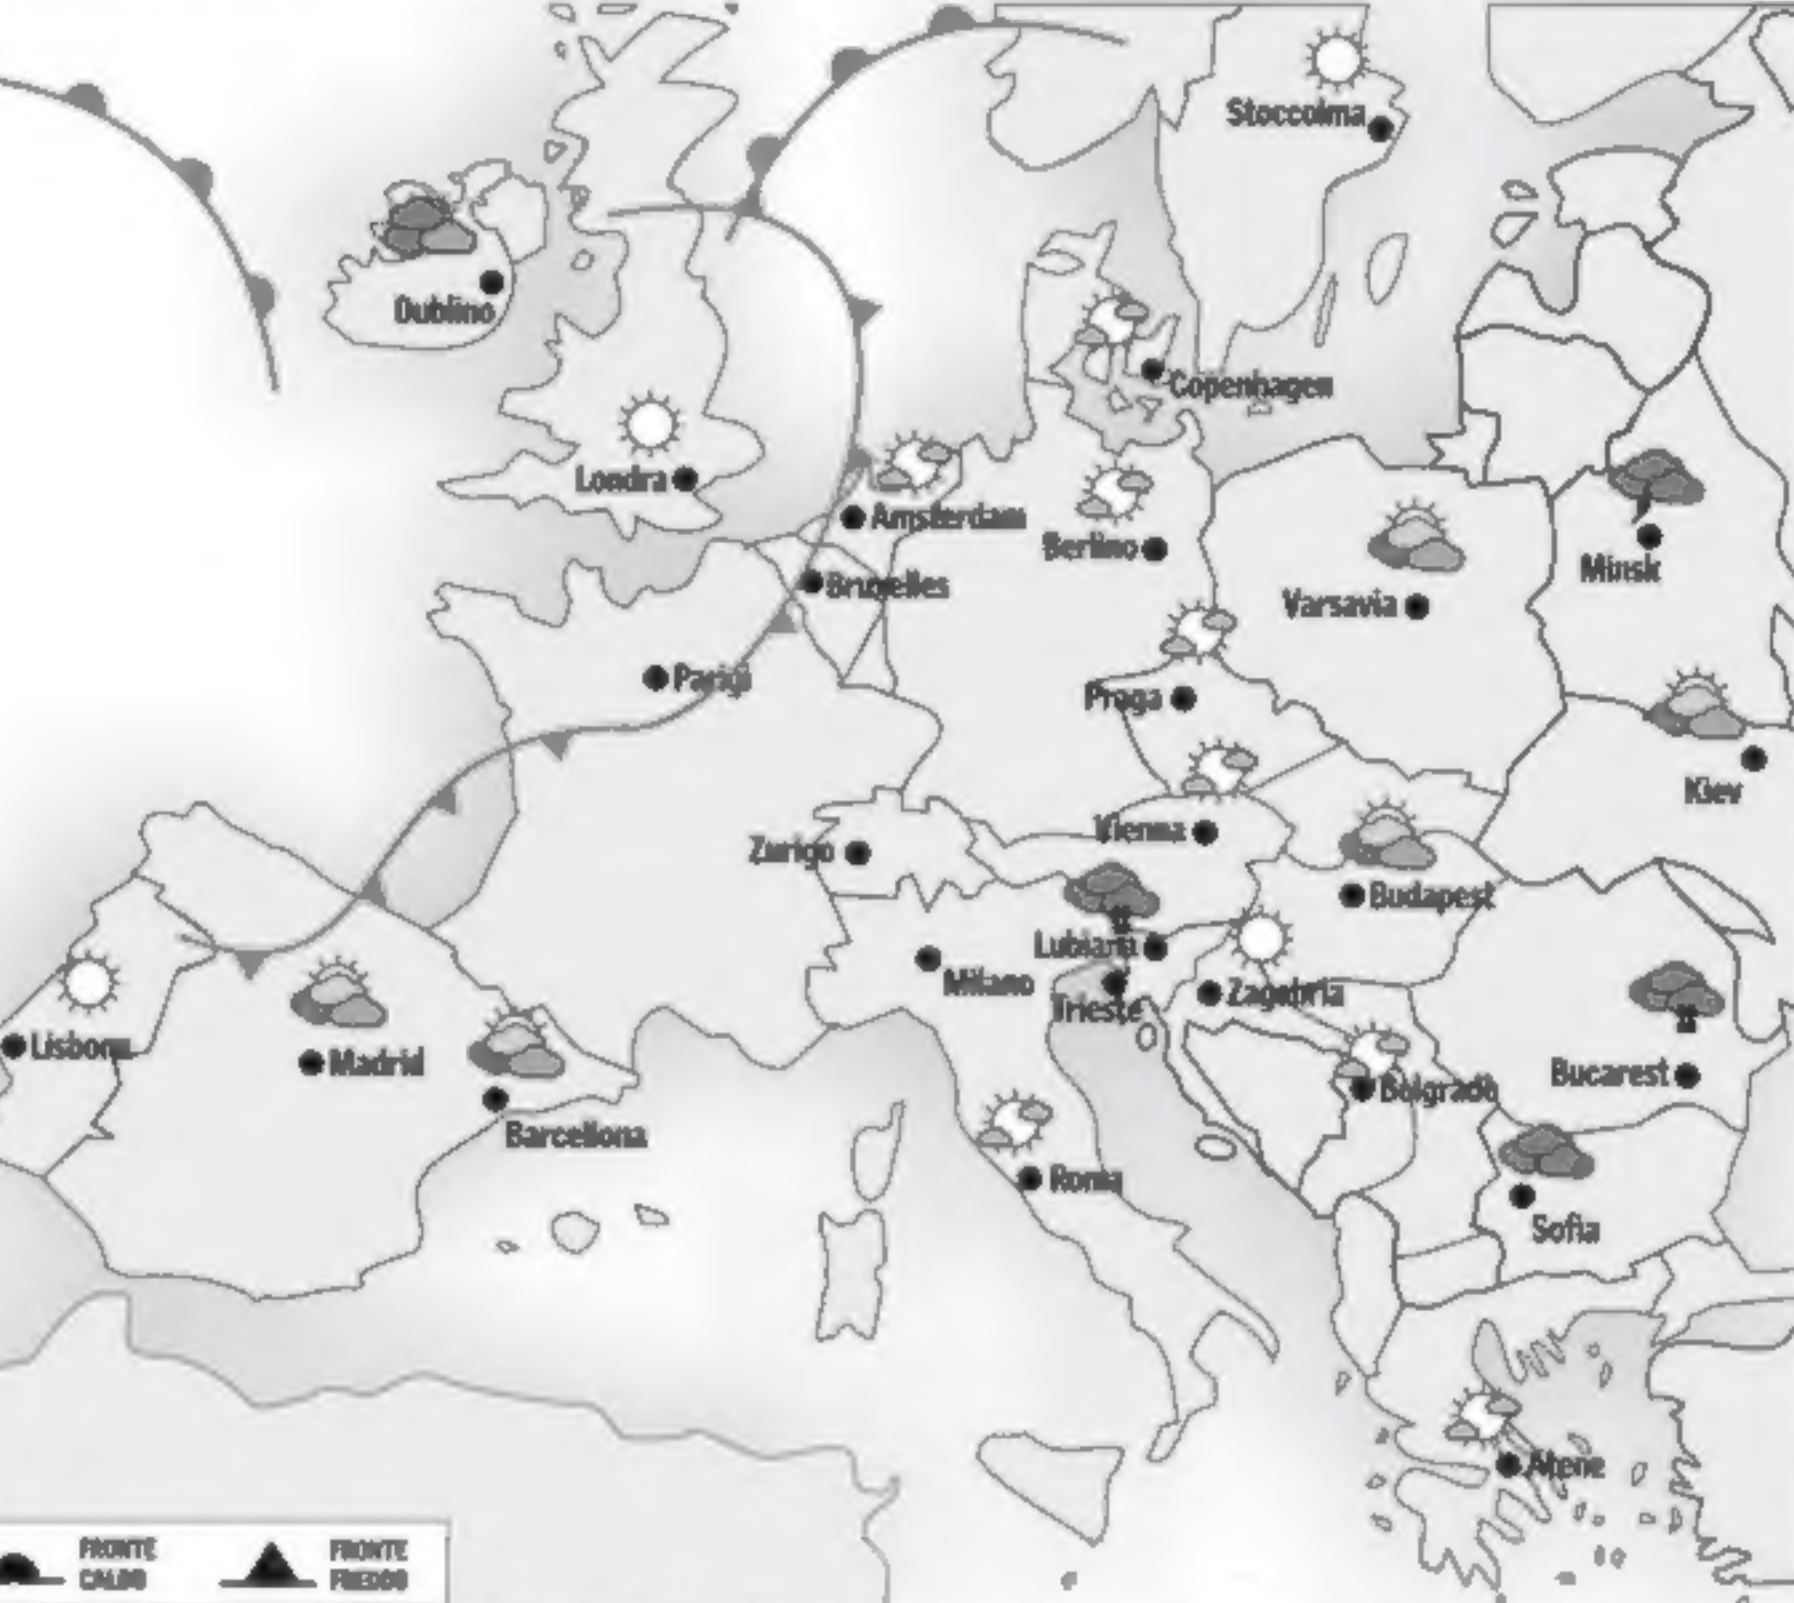 Stoccolma
Dublino
Copenhagen
Londra
Amsterdam
Berlino
Minsk
Bruxelles
Varsavia
Parigi
Praga
Kiev
Vienna
Zurigo
Budapest
Lubiana
Milano
Zagabria
Trieste
Lisbona
Madrid
Bucarest
Belgrado
Barcellona
Roma
Sofia
Atene
FRONTE
CALDO
FRONTE
FREDDO